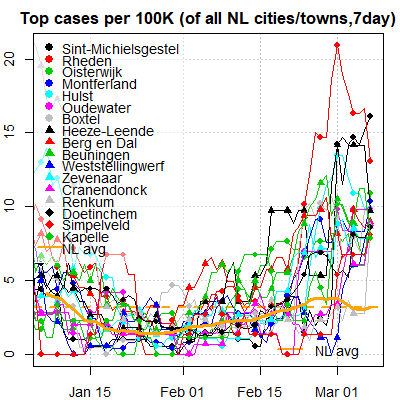 Top cases per 100K (of all NL cities/towns,7day)
Sint-Michielsgestel
Rheden
Oisterwijk
Montferland
Hulst
Oudewater
Boxtel
Heeze-Leende
Berg en Dal
Beuningen
Weststellingwerf
Zevenaar
Cranendonck
Renkum
Doetinchem
Simpelveld
Kapelle
NL avg
NL avg
0
5
10
15
20
Jan 15
Feb 01
Feb 15
Mar 01